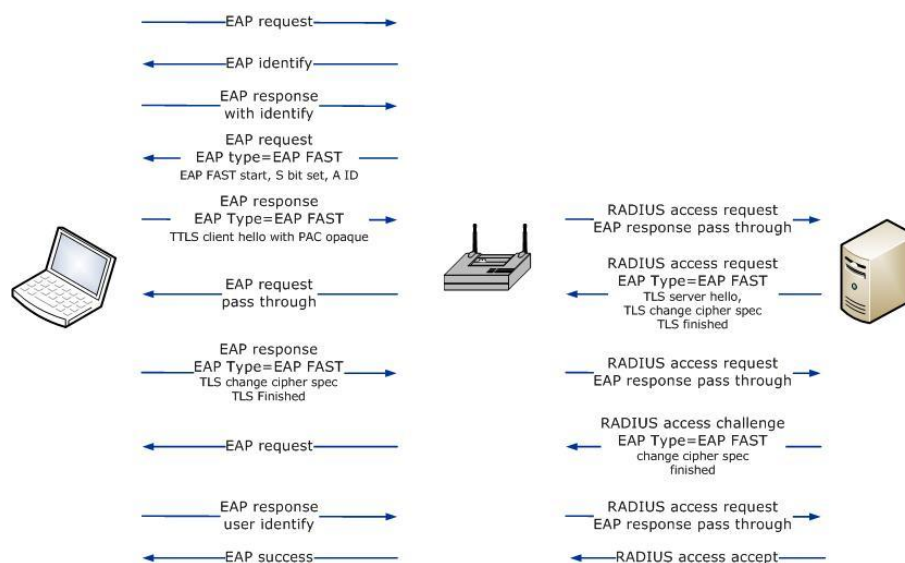 EAP request
EAP identify
EAP response
with identify
EAP request
EAP type=EAP FAST
EAP FAST start, S bit set, A ID
EAP response
EAP Type=EAP FAST
TTLS client hello with PAC opaque
RADIUS access request
EAP response pass through
EAP request
pass through
RADIUS access request
EAP Type=EAP FAST
TLS server hello,
TLS change cipher spec
TLS finished
EAP response
EAP Type=EAP FAST
TLS change cipher spec
TLS Finished
RADIUS access request
EAP response pass through
EAP request
RADIUS access challenge
EAP Type=EAP FAST
change cipher spec
finished
EAP response
user identify
RADIUS access request
EAP response pass through
EAP success
RADIUS access accept